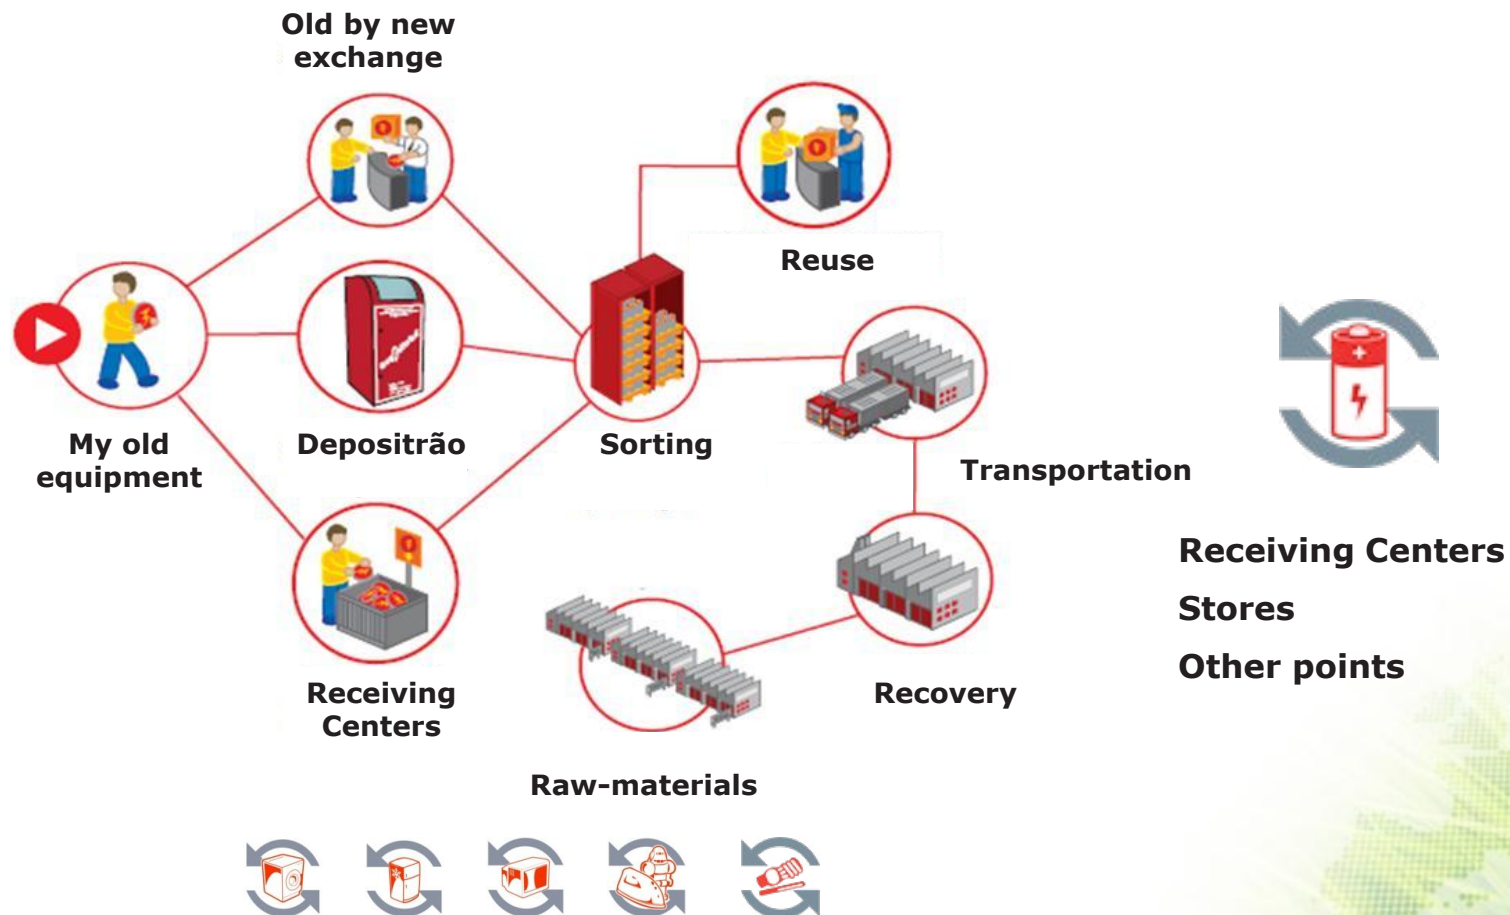 Old by new
exchange
Reuse
My old
equipment
Depositrão
Sorting
Transportation
Receiving
Centers
Recovery
Raw-materials
Receiving Centers
Stores
Other points